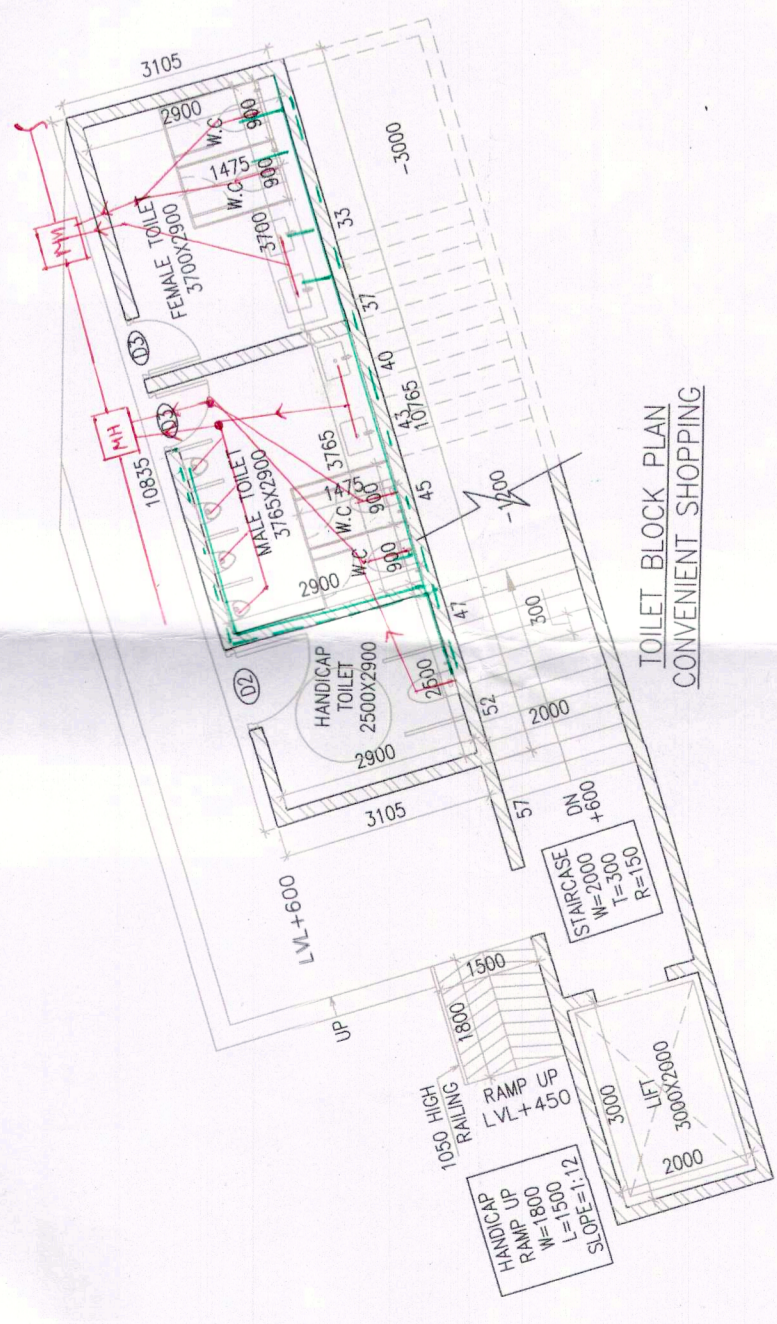 3105
2900
W.C
900
1475
W.C
900
FEMALE TOILET
3700X2900
3700
MH
D3
D3
MH
10835
MALE TOILET
3765X2900
3765
1475
W.C.
900
W.C
900
2900
D2
HANDICAP
TOILET
2500X2900
2500
2900
3105
-3000
33
37
40
43
10765
45
-1200
47
300
52
2000
57
DN
+600
STAIRCASE
W=2000
T=300
R=150
LVL+600
UP
1500
1800
1050 HIGH
RAILING
RAMP UP
LVL+450
HANDICAP
RAMP UP
W=1800
L=1500
SLOPE=1:12
3000
LIFT
3000X2000
2000
TOILET BLOCK PLAN
CONVENIENT SHOPPING